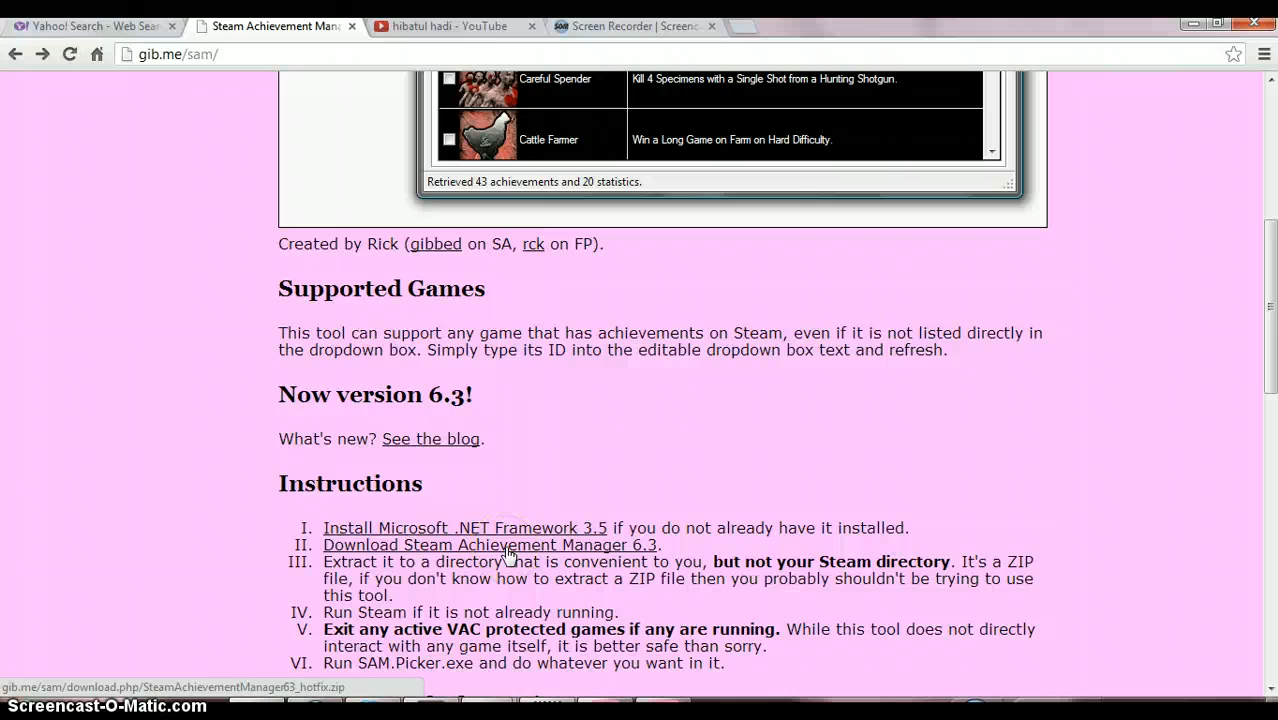 Yahoo! Search - Web Sear
Steam Achievement Man
hibatul hadi - YouTube
Screen Recorder | Screenc
gib.me/sam/
Careful Spender
Kill 4 Specimens with a Single Shot from a Hunting Shotgun.
Cattle Farmer
Win a Long Game on Farm on Hard Difficulty.
Retrieved 43 achievements and 20 statistics.
Created by Rick (gibbed on SA, rck on FP).
Supported Games
This tool can support any game that has achievements on Steam, even if it is not listed directly in
the dropdown box. Simply type its ID into the editable dropdown box text and refresh.
Now version 6.3!
What's new? See the blog.
Instructions
I. Install Microsoft .NET Framework 3.5 if you do not already have it installed.
II. Download Steam Achievement Manager 6.3.
III. Extract it to a directory that is convenient to you, but not your Steam directory. It's a ZIP
file, if you don't know how to extract a ZIP file then you probably shouldn't be trying to use
this tool.
IV. Run Steam if it is not already running.
V. Exit any active VAC protected games if any are running. While this tool does not directly
interact with any game itself, it is better safe than sorry.
VI. Run SAM.Picker.exe and do whatever you want in it.
gib.me/sam/download.php/SteamAchievementManager63_hotfix.zip
Screencast-O-Matic.com